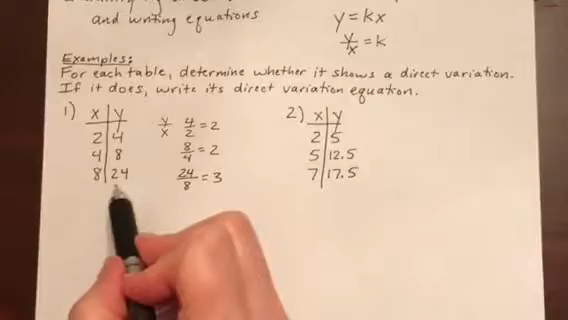 and writing equations
y=kx
y/x = k
Examples:
For each table, determine whether it shows a direct variation.
If it does, write its direct variation equation.
1) x | y
2 | 4
4 | 8
8 | 24
y/x 4/2 = 2
8/4 = 2
24/8 = 3
2) x | y
2 | 5
5 | 12.5
7 | 17.5